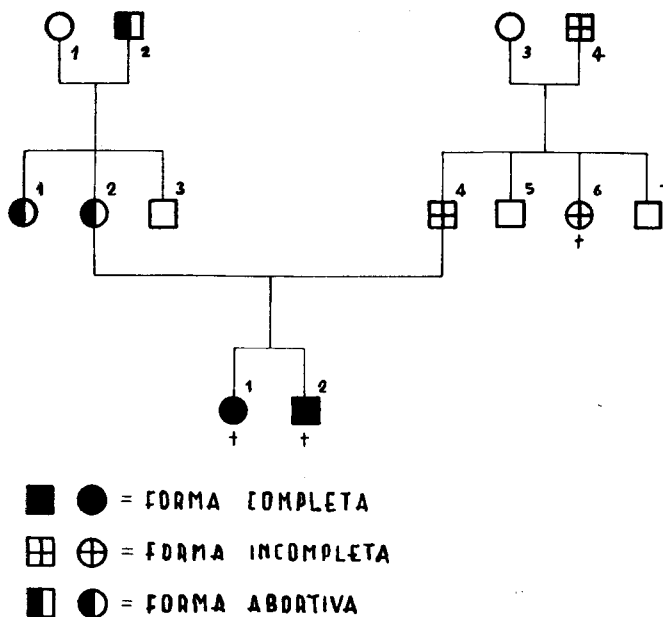 1 2 3 4
1 2 3 4 5 6
1 2
† † †
= FORMA COMPLETA
= FORMA INCOMPLETA
= FORMA ABORTIVA